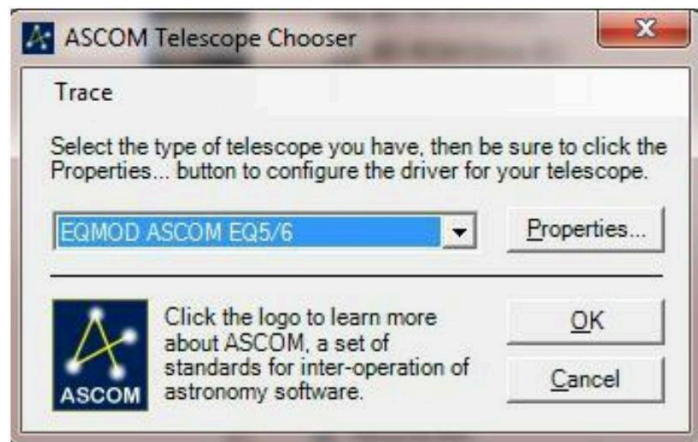 ASCOM Telescope Chooser
Trace
Select the type of telescope you have, then be sure to click the
Properties... button to configure the driver for your telescope.
EQMOD ASCOM EQ5/6
Properties...
Click the logo to learn more
about ASCOM, a set of
standards for inter-operation of
astronomy software.
ASCOM
OK
Cancel